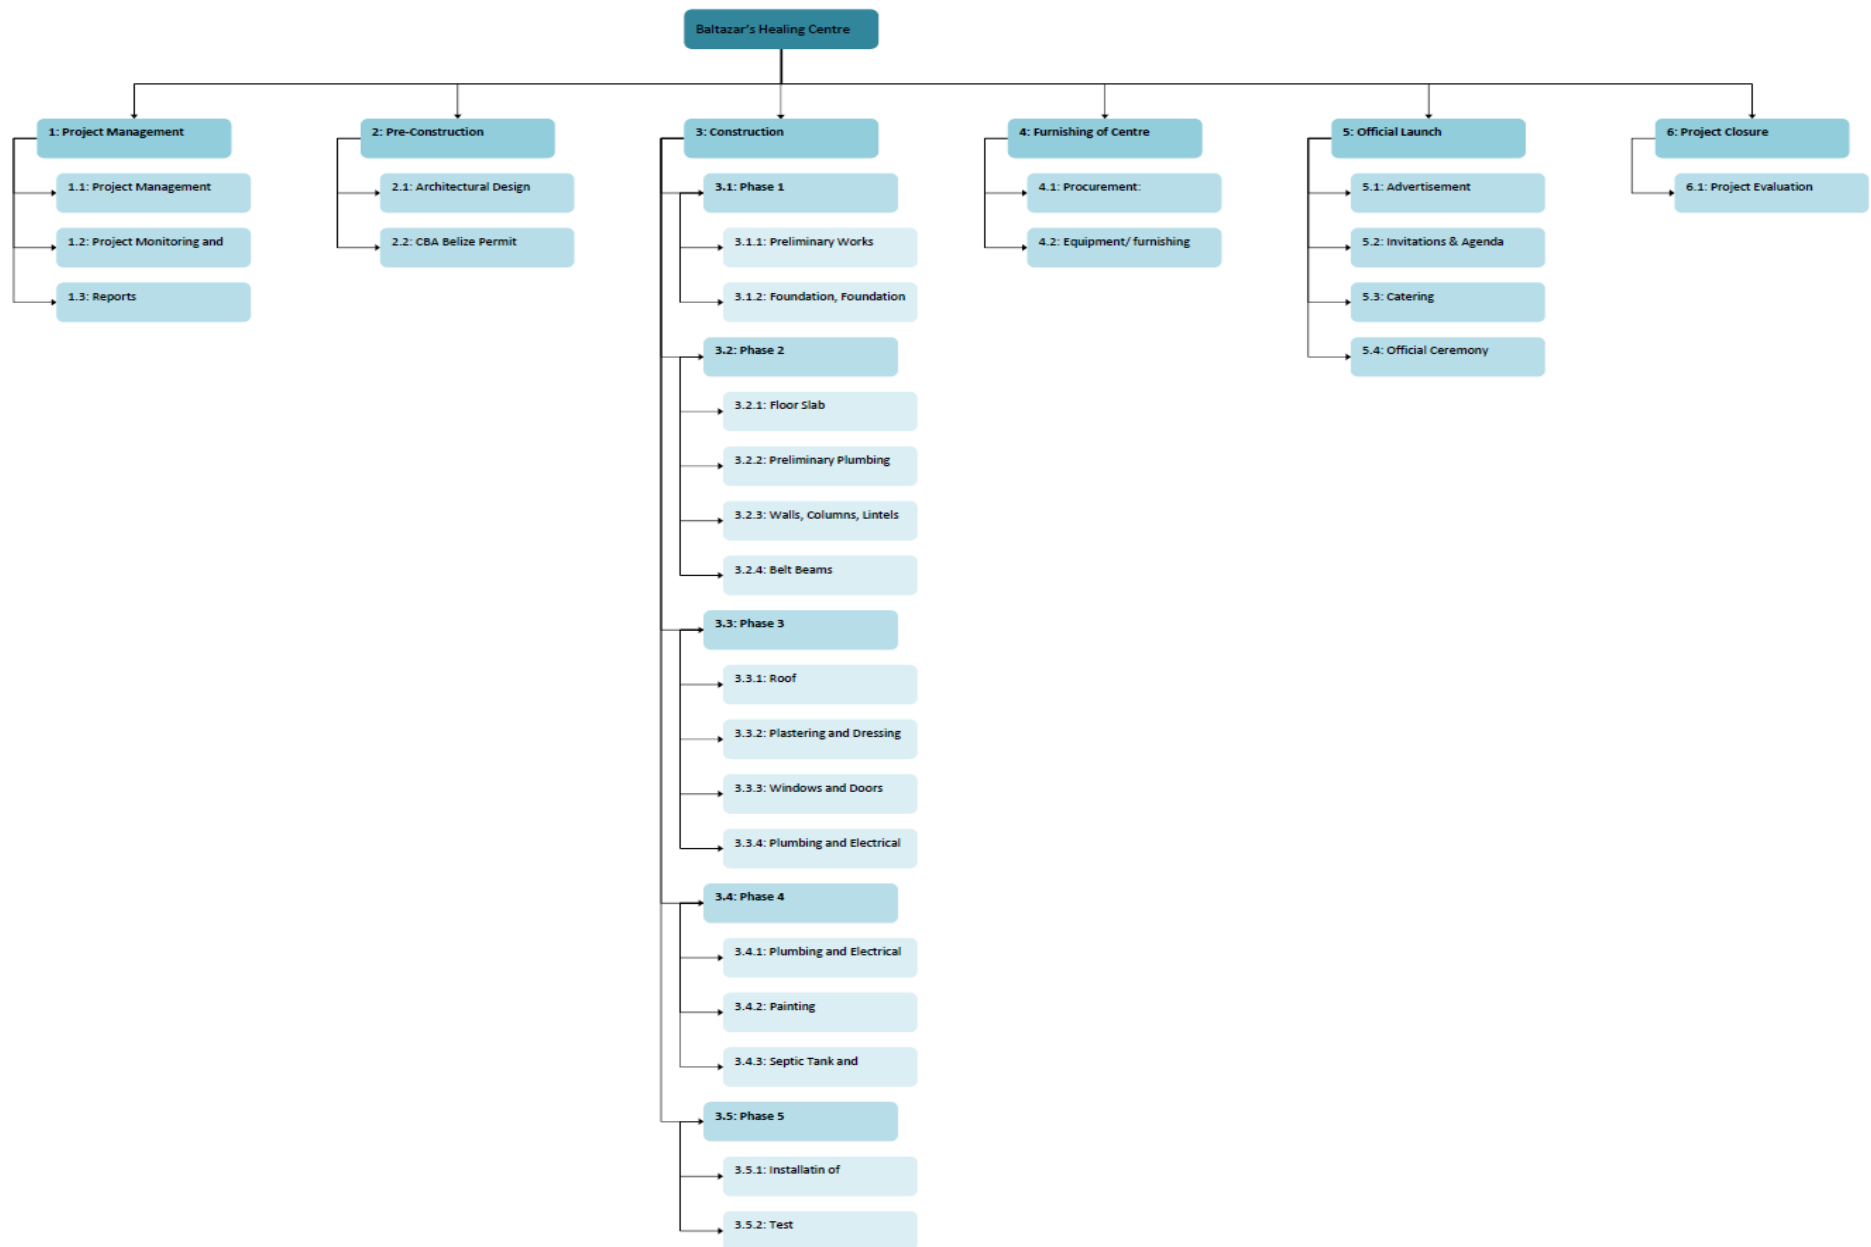 Baltazar's Healing Centre
1: Project Management
1.1: Project Management
1.2: Project Monitoring and
1.3: Reports
2: Pre-Construction
2.1: Architectural Design
2.2: CBA Belize Permit
3: Construction
3.1: Phase 1
3.1.1: Preliminary Works
3.1.2: Foundation, Foundation
3.2: Phase 2
3.2.1: Floor Slab
3.2.2: Preliminary Plumbing
3.2.3: Walls, Columns, Lintels
3.2.4: Belt Beams
3.3: Phase 3
3.3.1: Roof
3.3.2: Plastering and Dressing
3.3.3: Windows and Doors
3.3.4: Plumbing and Electrical
3.4: Phase 4
3.4.1: Plumbing and Electrical
3.4.2: Painting
3.4.3: Septic Tank and
3.5: Phase 5
3.5.1: Installatin of
3.5.2: Test
4: Furnishing of Centre
4.1: Procurement:
4.2: Equipment/ furnishing
5: Official Launch
5.1: Advertisement
5.2: Invitations & Agenda
5.3: Catering
5.4: Official Ceremony
6: Project Closure
6.1: Project Evaluation